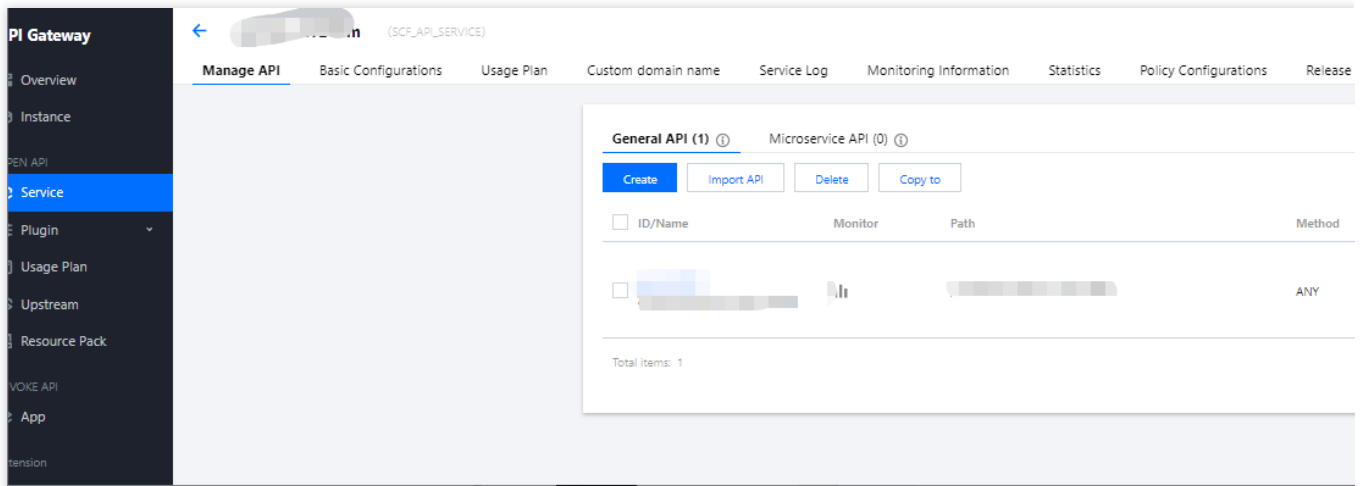 PI Gateway
(SCF_API_SERVICE)
Manage API Basic Configurations Usage Plan Custom domain name Service Log Monitoring Information Statistics Policy Configurations Release
Overview
Instance
PEN API
Service
Plugin
Usage Plan
Upstream
Resource Pack
VOKE API
App
tension
General API (1) Microservice API (0)
Create Import API Delete Copy to
ID/Name Monitor Path Method
ANY
Total items: 1